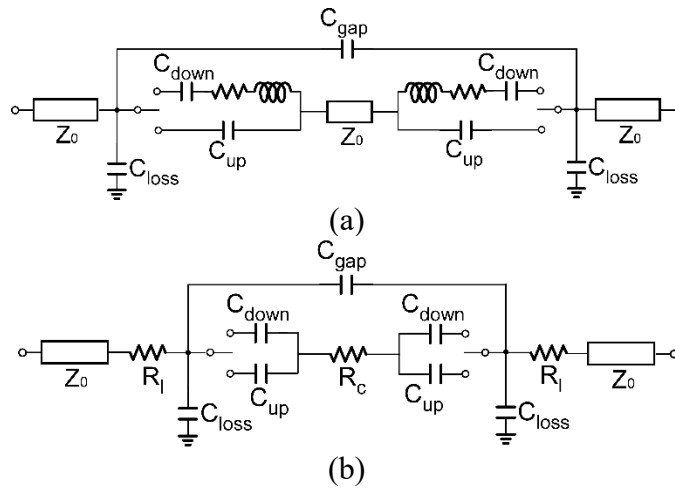 C_gap
C_down C_down
Z_0 Z_0 Z_0
C_up C_up
C_loss C_loss
(a)
C_gap
C_down C_down
Z_0 R_l R_c R_l Z_0
C_up C_up
C_loss C_loss
(b)